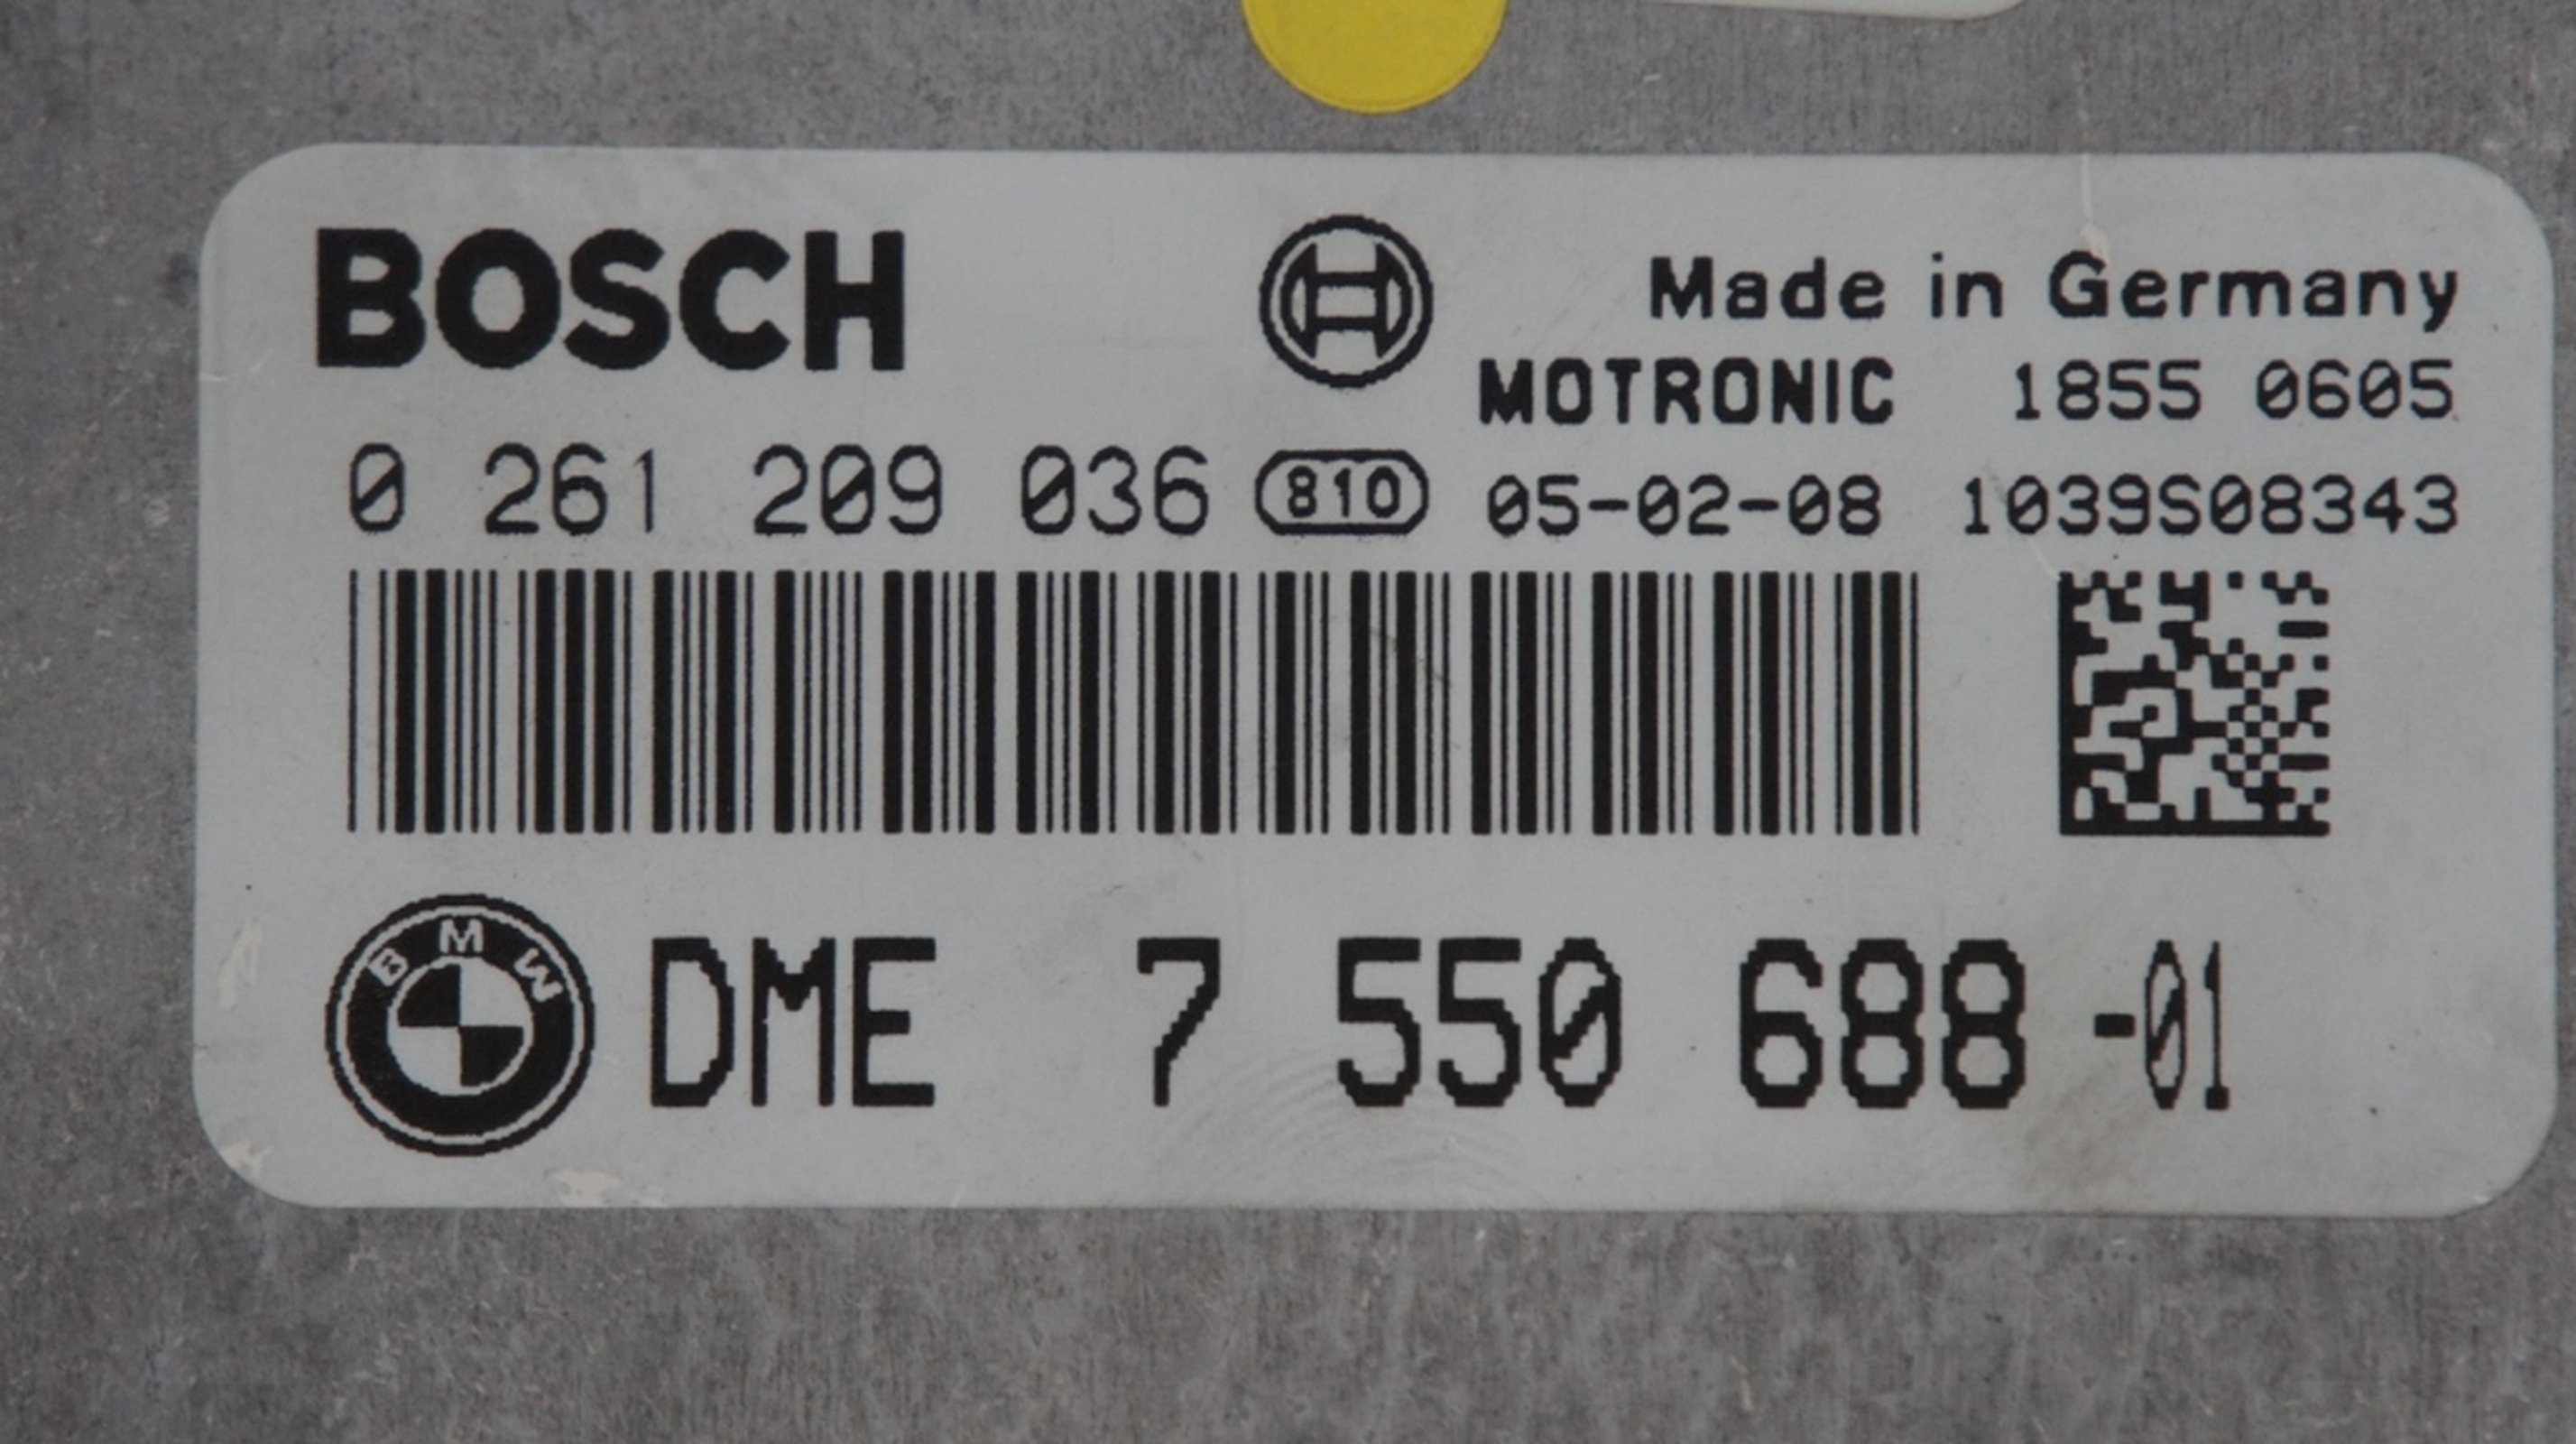 BOSCH
Made in Germany
MOTRONIC 1855 0605
0 261 209 036 810 05-02-08 1039S08343
BMW DME 7 550 688 -01